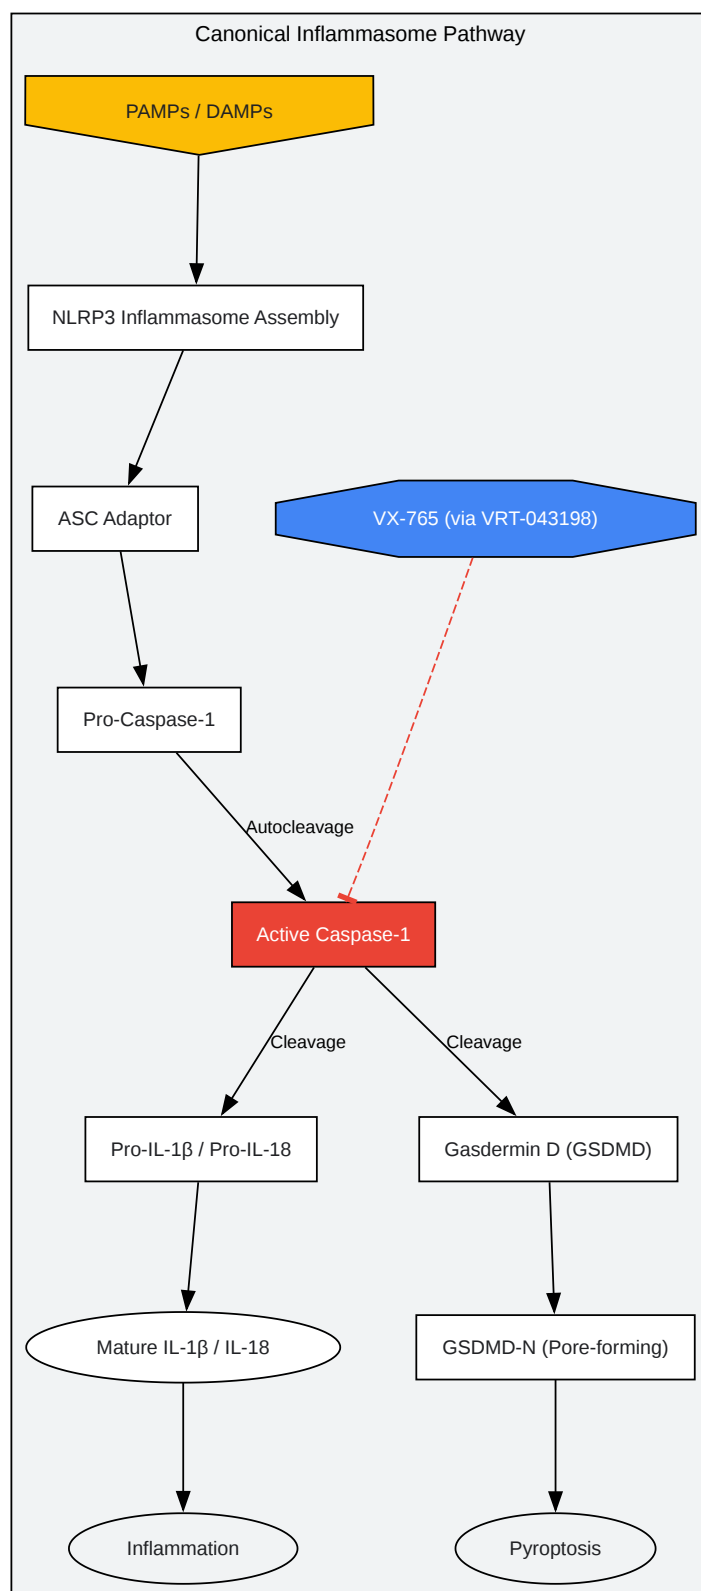 Canonical Inflammasome Pathway
PAMPs / DAMPs
NLRP3 Inflammasome Assembly
ASC Adaptor
VX-765 (via VRT-043198)
Pro-Caspase-1
Autocleavage
Active Caspase-1
Cleavage
Cleavage
Pro-IL-1β / Pro-IL-18
Gasdermin D (GSDMD)
Mature IL-1β / IL-18
GSDMD-N (Pore-forming)
Inflammation
Pyroptosis